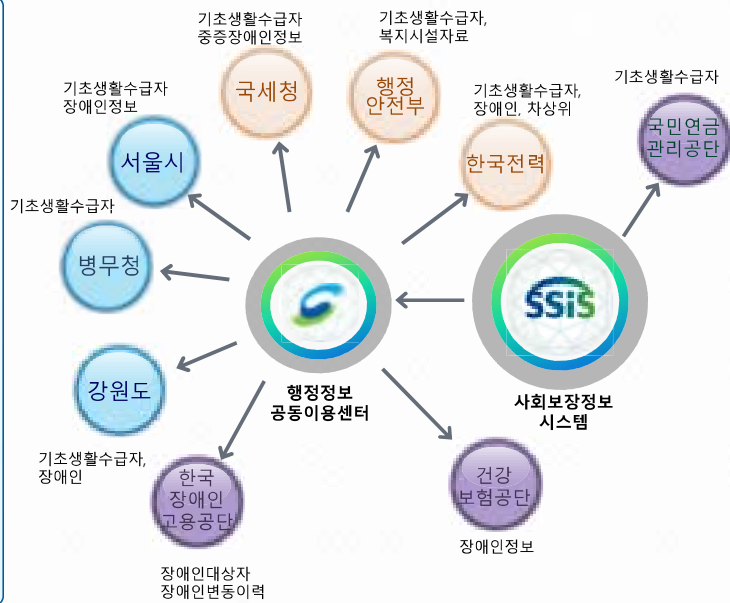 기초생활수급자
중증장애인정보
국세청
기초생활수급자,
복지시설자료
행정
안전부
기초생활수급자,
장애인, 차상위
한국전력
기초생활수급자
국민연금
관리공단
기초생활수급자
장애인정보
서울시
기초생활수급자
병무청
강원도
기초생활수급자,
장애인
행정정보
공동이용센터
SSiS
사회보장정보
시스템
한국
장애인
고용공단
장애인대상자
장애인변동이력
건강
보험공단
장애인정보